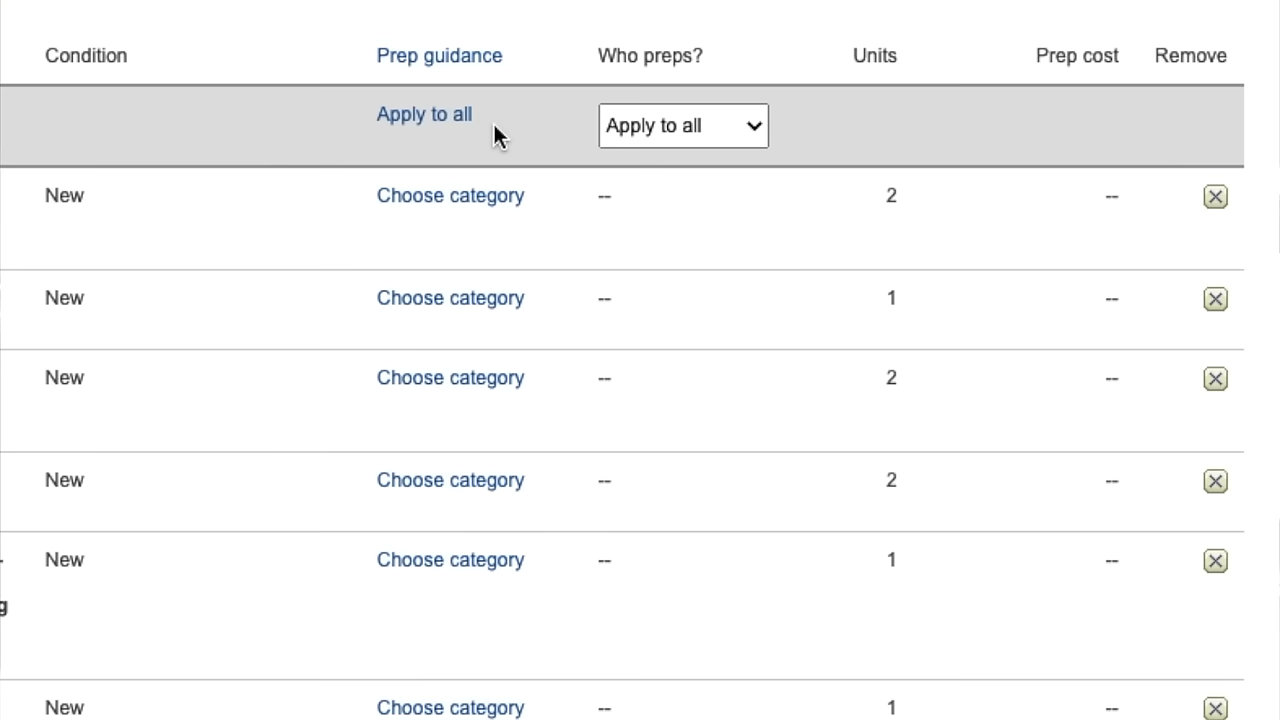 Condition Prep guidance Who preps? Units Prep cost Remove
Apply to all Apply to all
New Choose category -- 2 --
New Choose category -- 1 --
New Choose category -- 2 --
New Choose category -- 2 --
- New Choose category -- 1 --
g
New Choose category -- 1 --